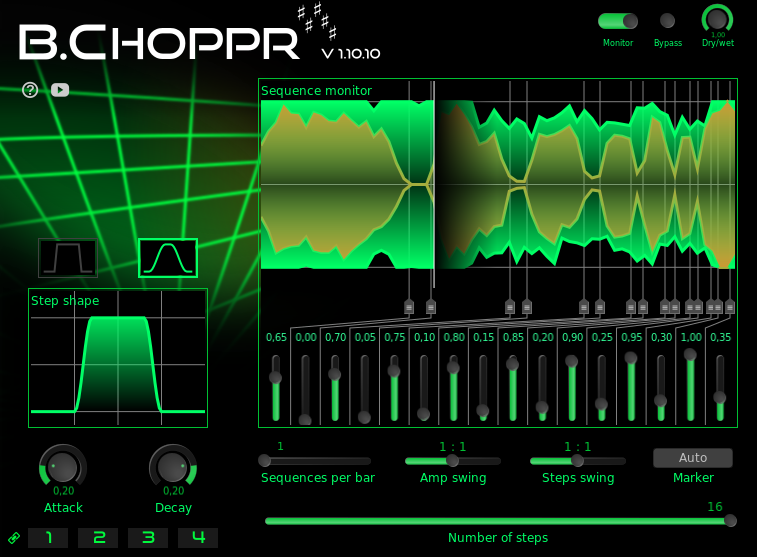 B.CHOPPR
V 1.10.10
Monitor Bypass 1,00 Dry/wet
Sequence monitor
Step shape
0,65 0,00 0,70 0,05 0,75 0,10 0,80 0,15 0,85 0,20 0,90 0,25 0,95 0,30 1,00 0,35
1 1 : 1 1 : 1 Auto
Sequences per bar Amp swing Steps swing Marker
0,20 0,20
Attack Decay
16
Number of steps
1 2 3 4